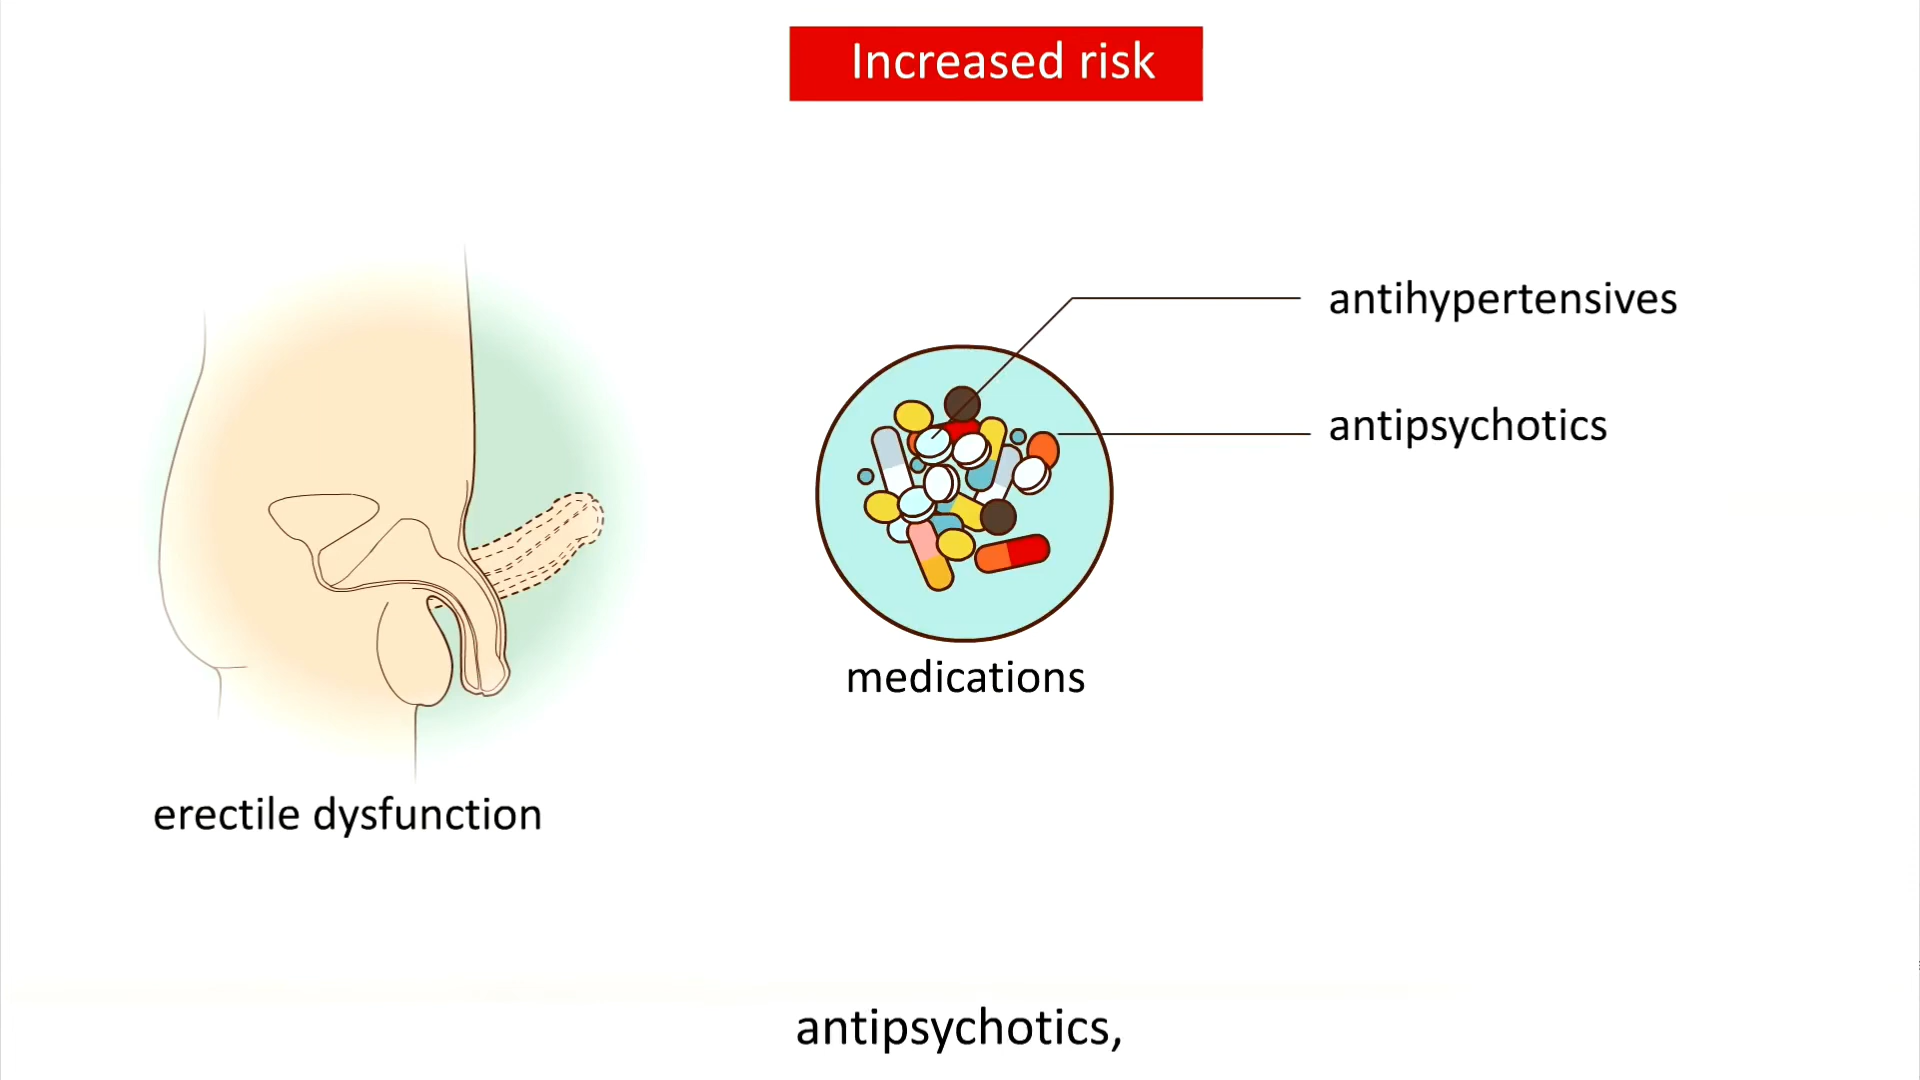 Increased risk
antihypertensives
antipsychotics
medications
erectile dysfunction
antipsychotics,